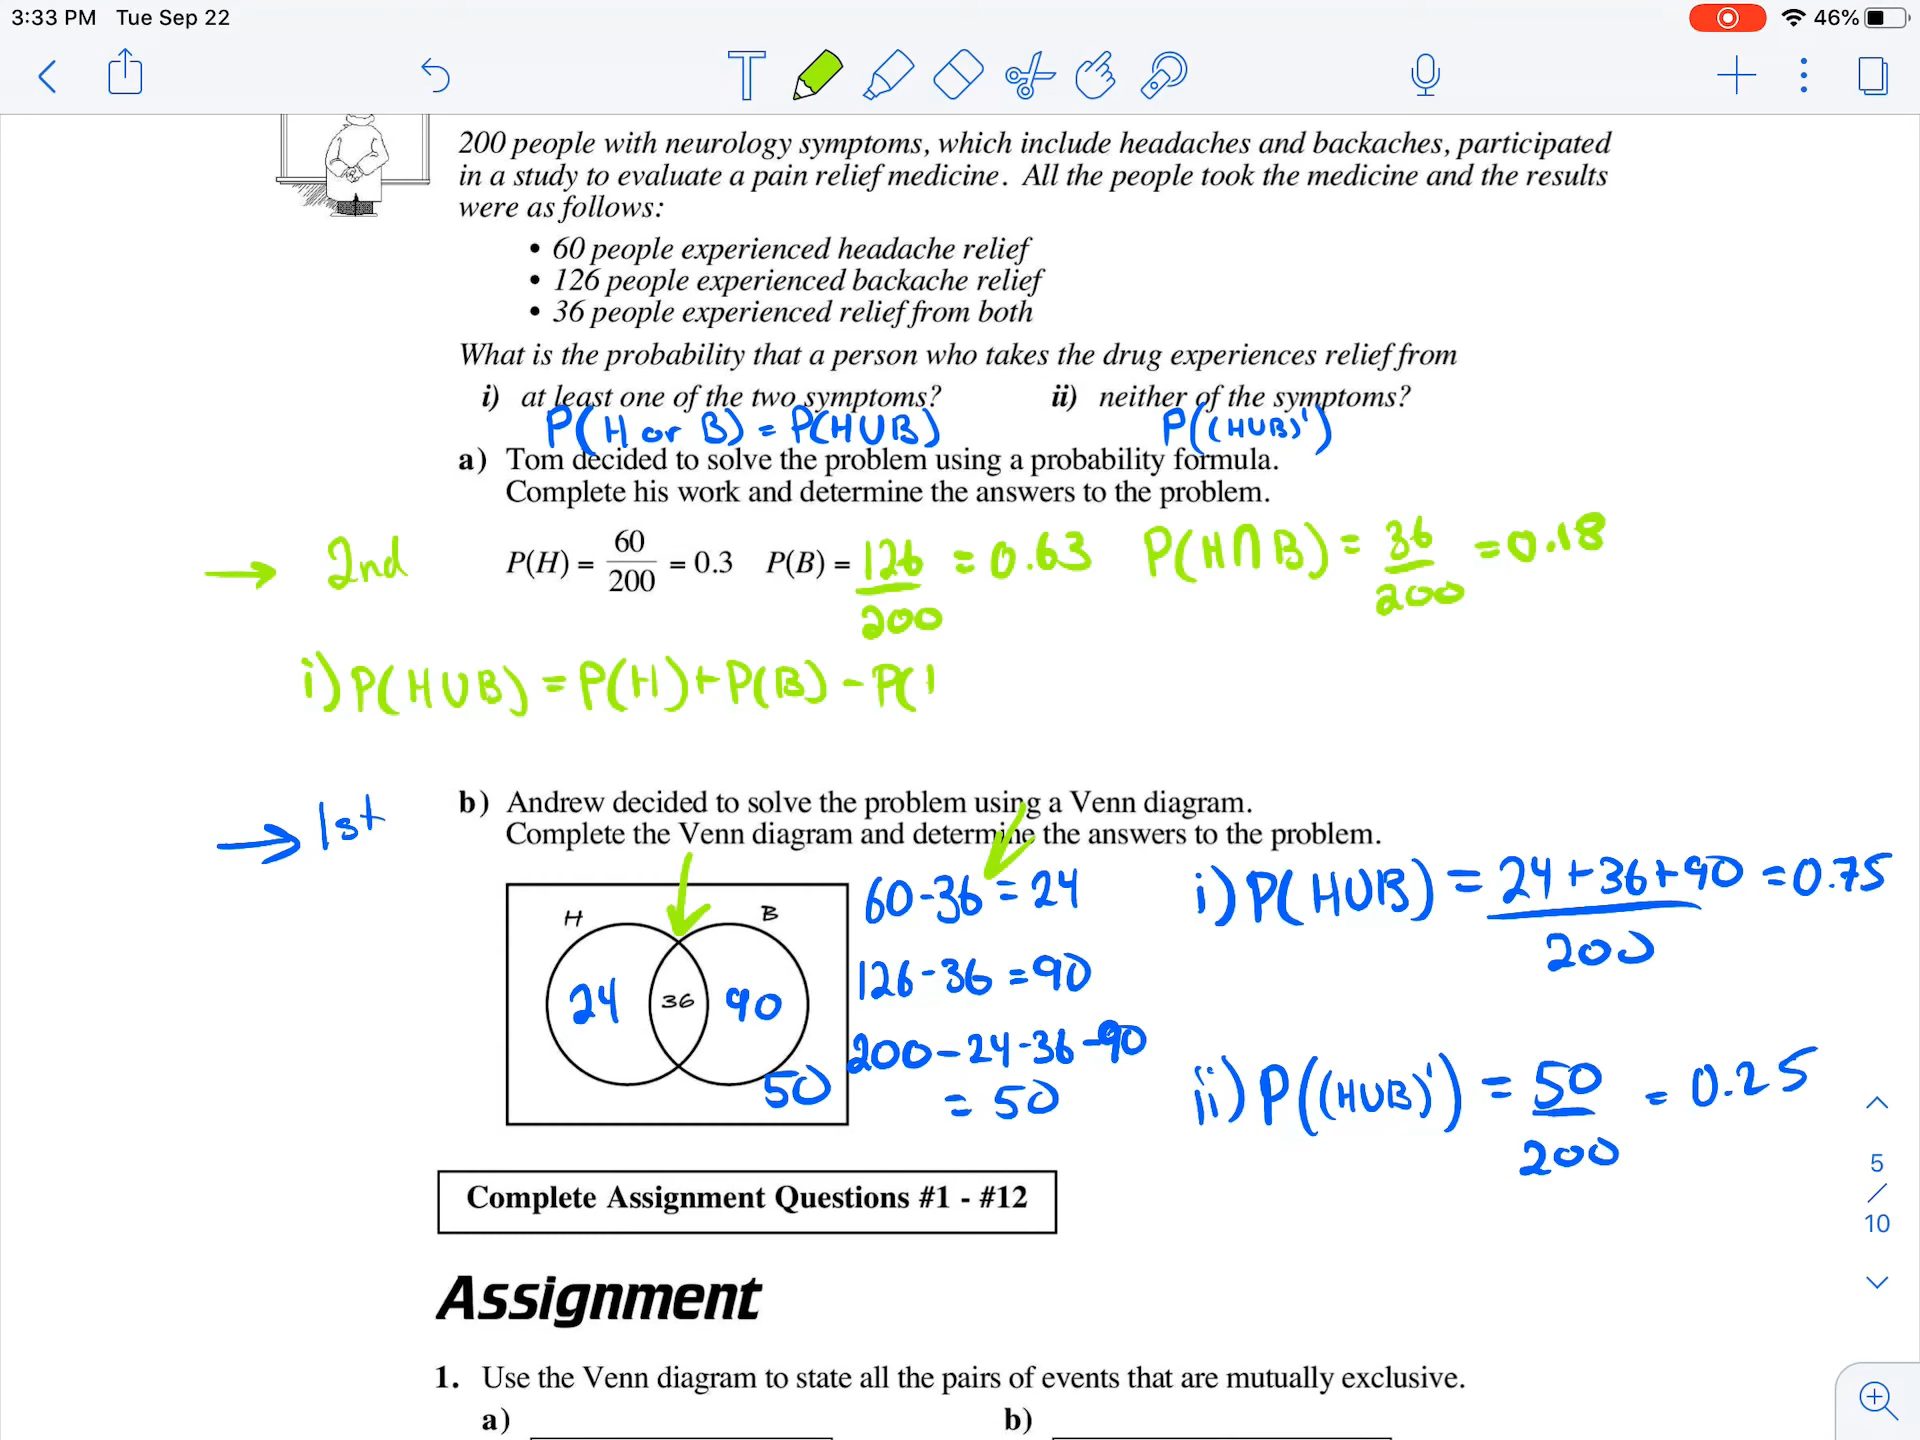 3:33 PM Tue Sep 22 46%
T
200 people with neurology symptoms, which include headaches and backaches, participated
in a study to evaluate a pain relief medicine. All the people took the medicine and the results
were as follows:
• 60 people experienced headache relief
• 126 people experienced backache relief
• 36 people experienced relief from both
What is the probability that a person who takes the drug experiences relief from
i) at least one of the two symptoms? ii) neither of the symptoms?
P(H or B) = P(H∪B) P((H∪B)')
a) Tom decided to solve the problem using a probability formula.
Complete his work and determine the answers to the problem.
→ 2nd P(H) = 60/200 = 0.3 P(B) = 126/200 = 0.63 P(H∩B) = 36/200 = 0.18
i) P(H∪B) = P(H) + P(B) - P(
→ 1st b) Andrew decided to solve the problem using a Venn diagram.
Complete the Venn diagram and determine the answers to the problem.
H B
24 36 90
50
60-36 = 24
126-36 = 90
200-24-36-90
= 50
i) P(H∪B) = 24+36+90/200 = 0.75
ii) P((H∪B)') = 50/200 = 0.25
5
/
10
Complete Assignment Questions #1 - #12
Assignment
1. Use the Venn diagram to state all the pairs of events that are mutually exclusive.
a) b)